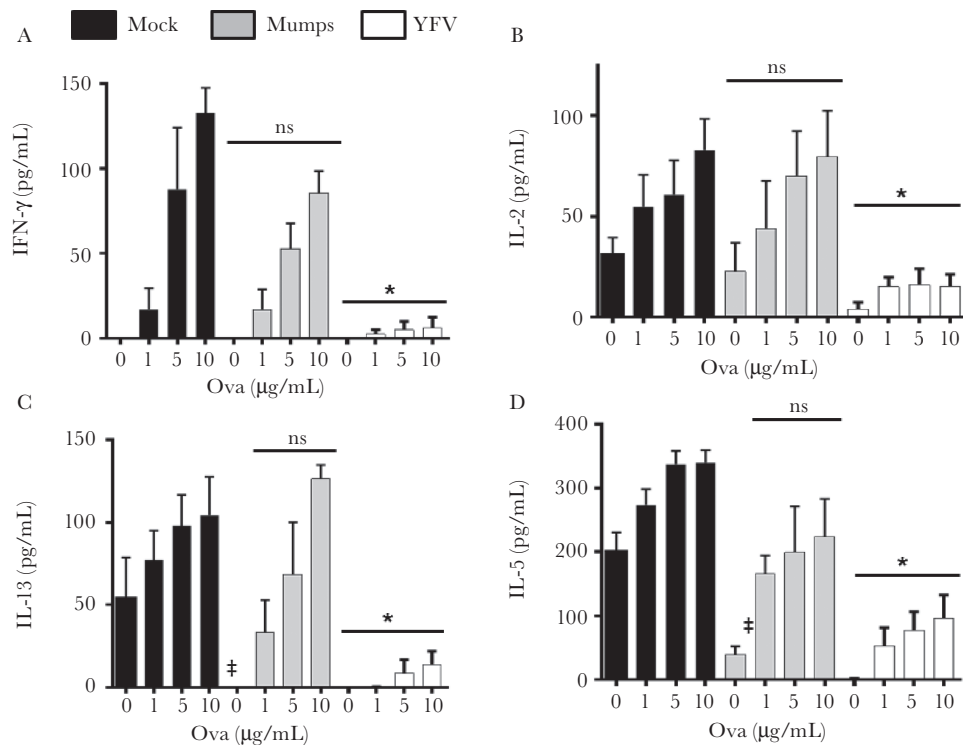 A
Mock
Mumps
YFV
B
150
100
50
0
IFN-γ (pg/mL)
ns
*
0 1 5 10 0 1 5 10 0 1 5 10
Ova (μg/mL)
100
50
0
IL-2 (pg/mL)
ns
*
0 1 5 10 0 1 5 10 0 1 5 10
Ova (μg/mL)
C
150
100
50
0
IL-13 (pg/mL)
‡
ns
*
0 1 5 10 0 1 5 10 0 1 5 10
Ova (μg/mL)
D
400
300
200
100
0
IL-5 (pg/mL)
‡
ns
*
0 1 5 10 0 1 5 10 0 1 5 10
Ova (μg/mL)